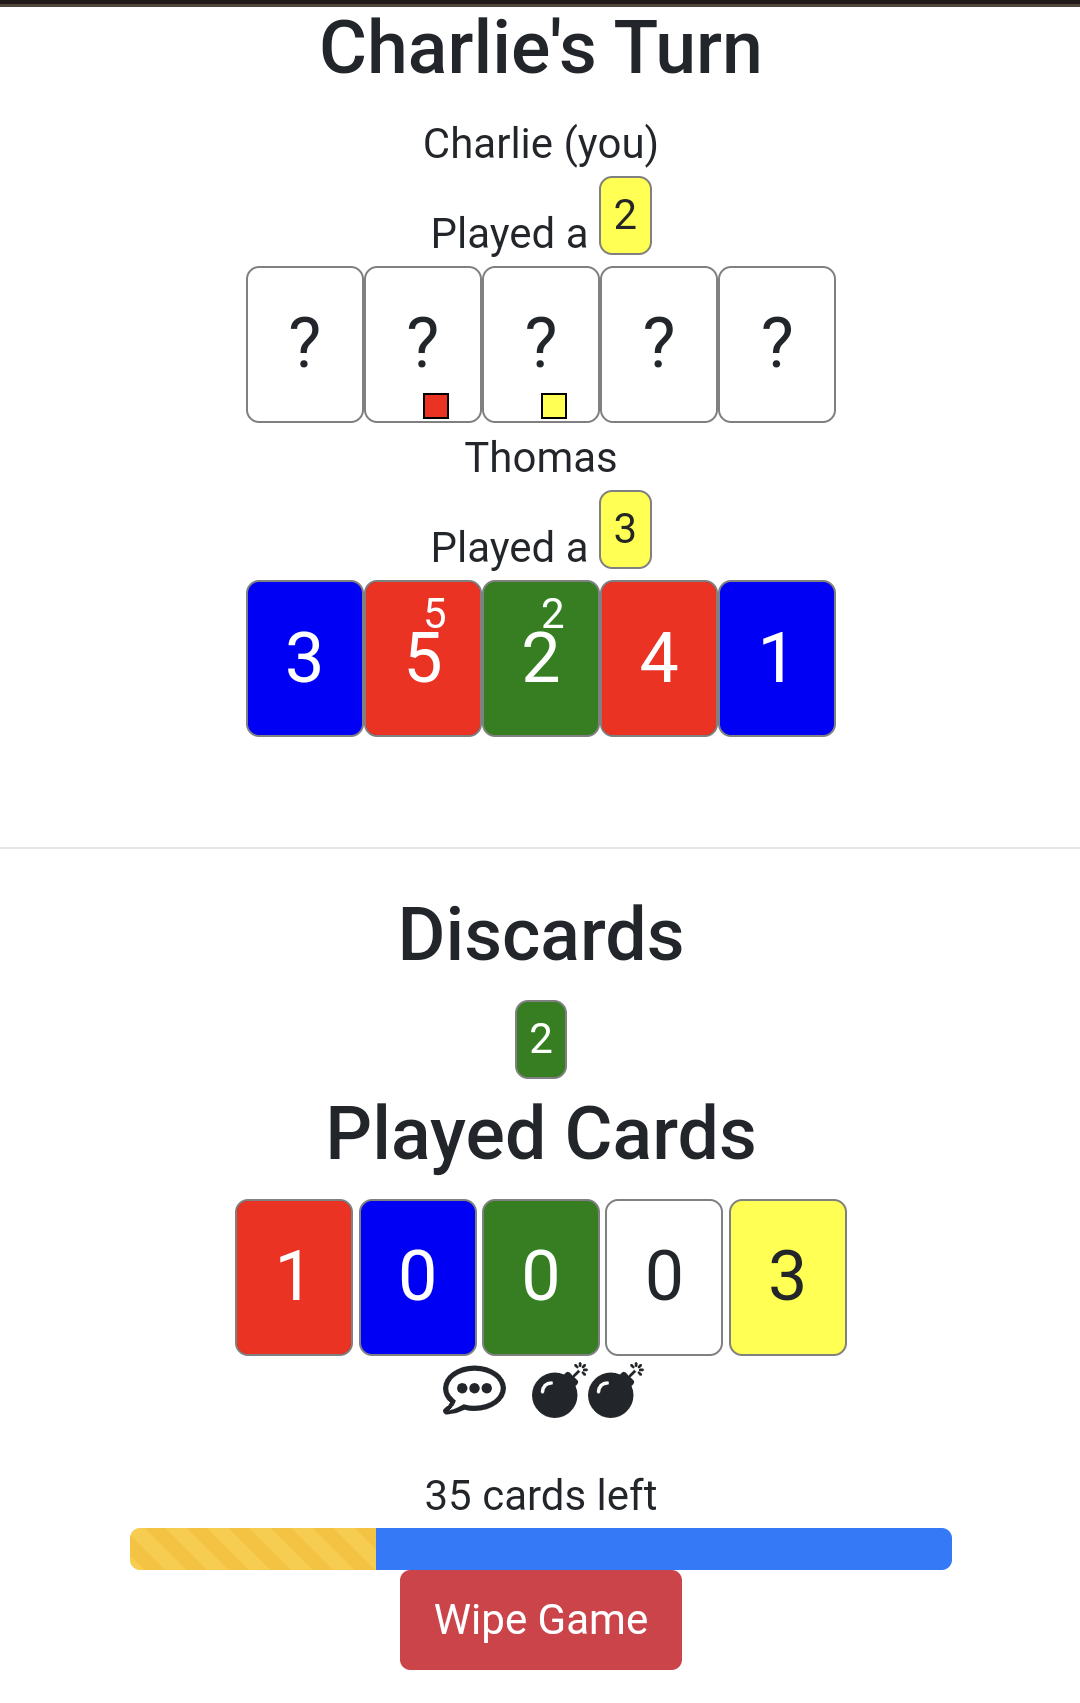 Charlie's Turn
Charlie (you)
Played a 2
? ? ? ? ?
Thomas
Played a 3
5 2
3 5 2 4 1
Discards
2
Played Cards
1 0 0 0 3
35 cards left
Wipe Game